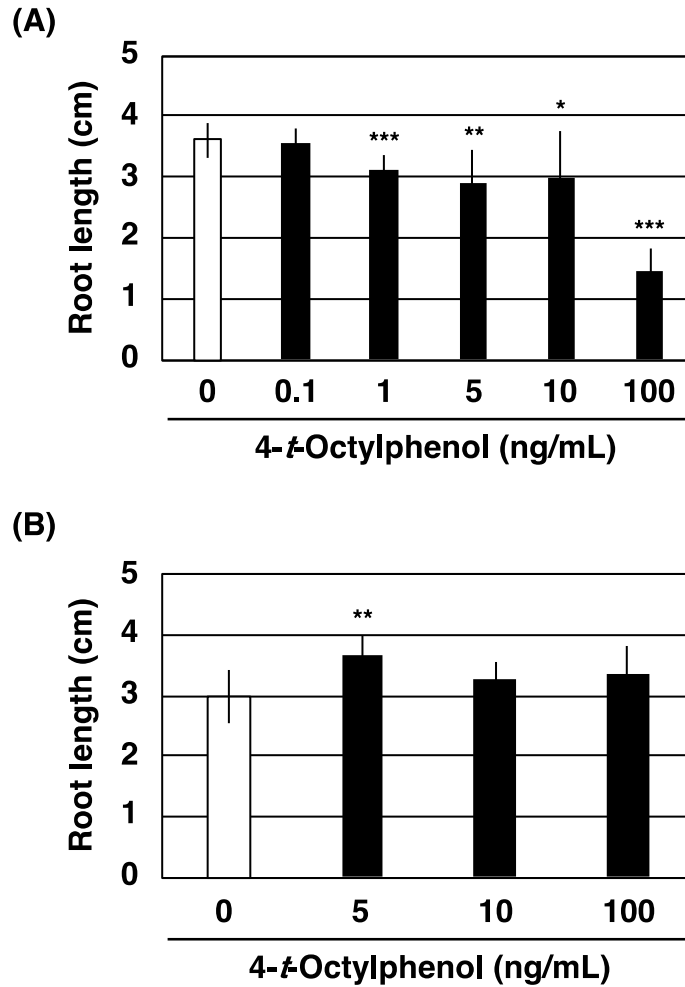 (A)
Root length (cm)
5
4
3
2
1
0
***
**
*
***
0 0.1 1 5 10 100
4-t-Octylphenol (ng/mL)
(B)
Root length (cm)
5
4
3
2
1
0
**
0 5 10 100
4-t-Octylphenol (ng/mL)